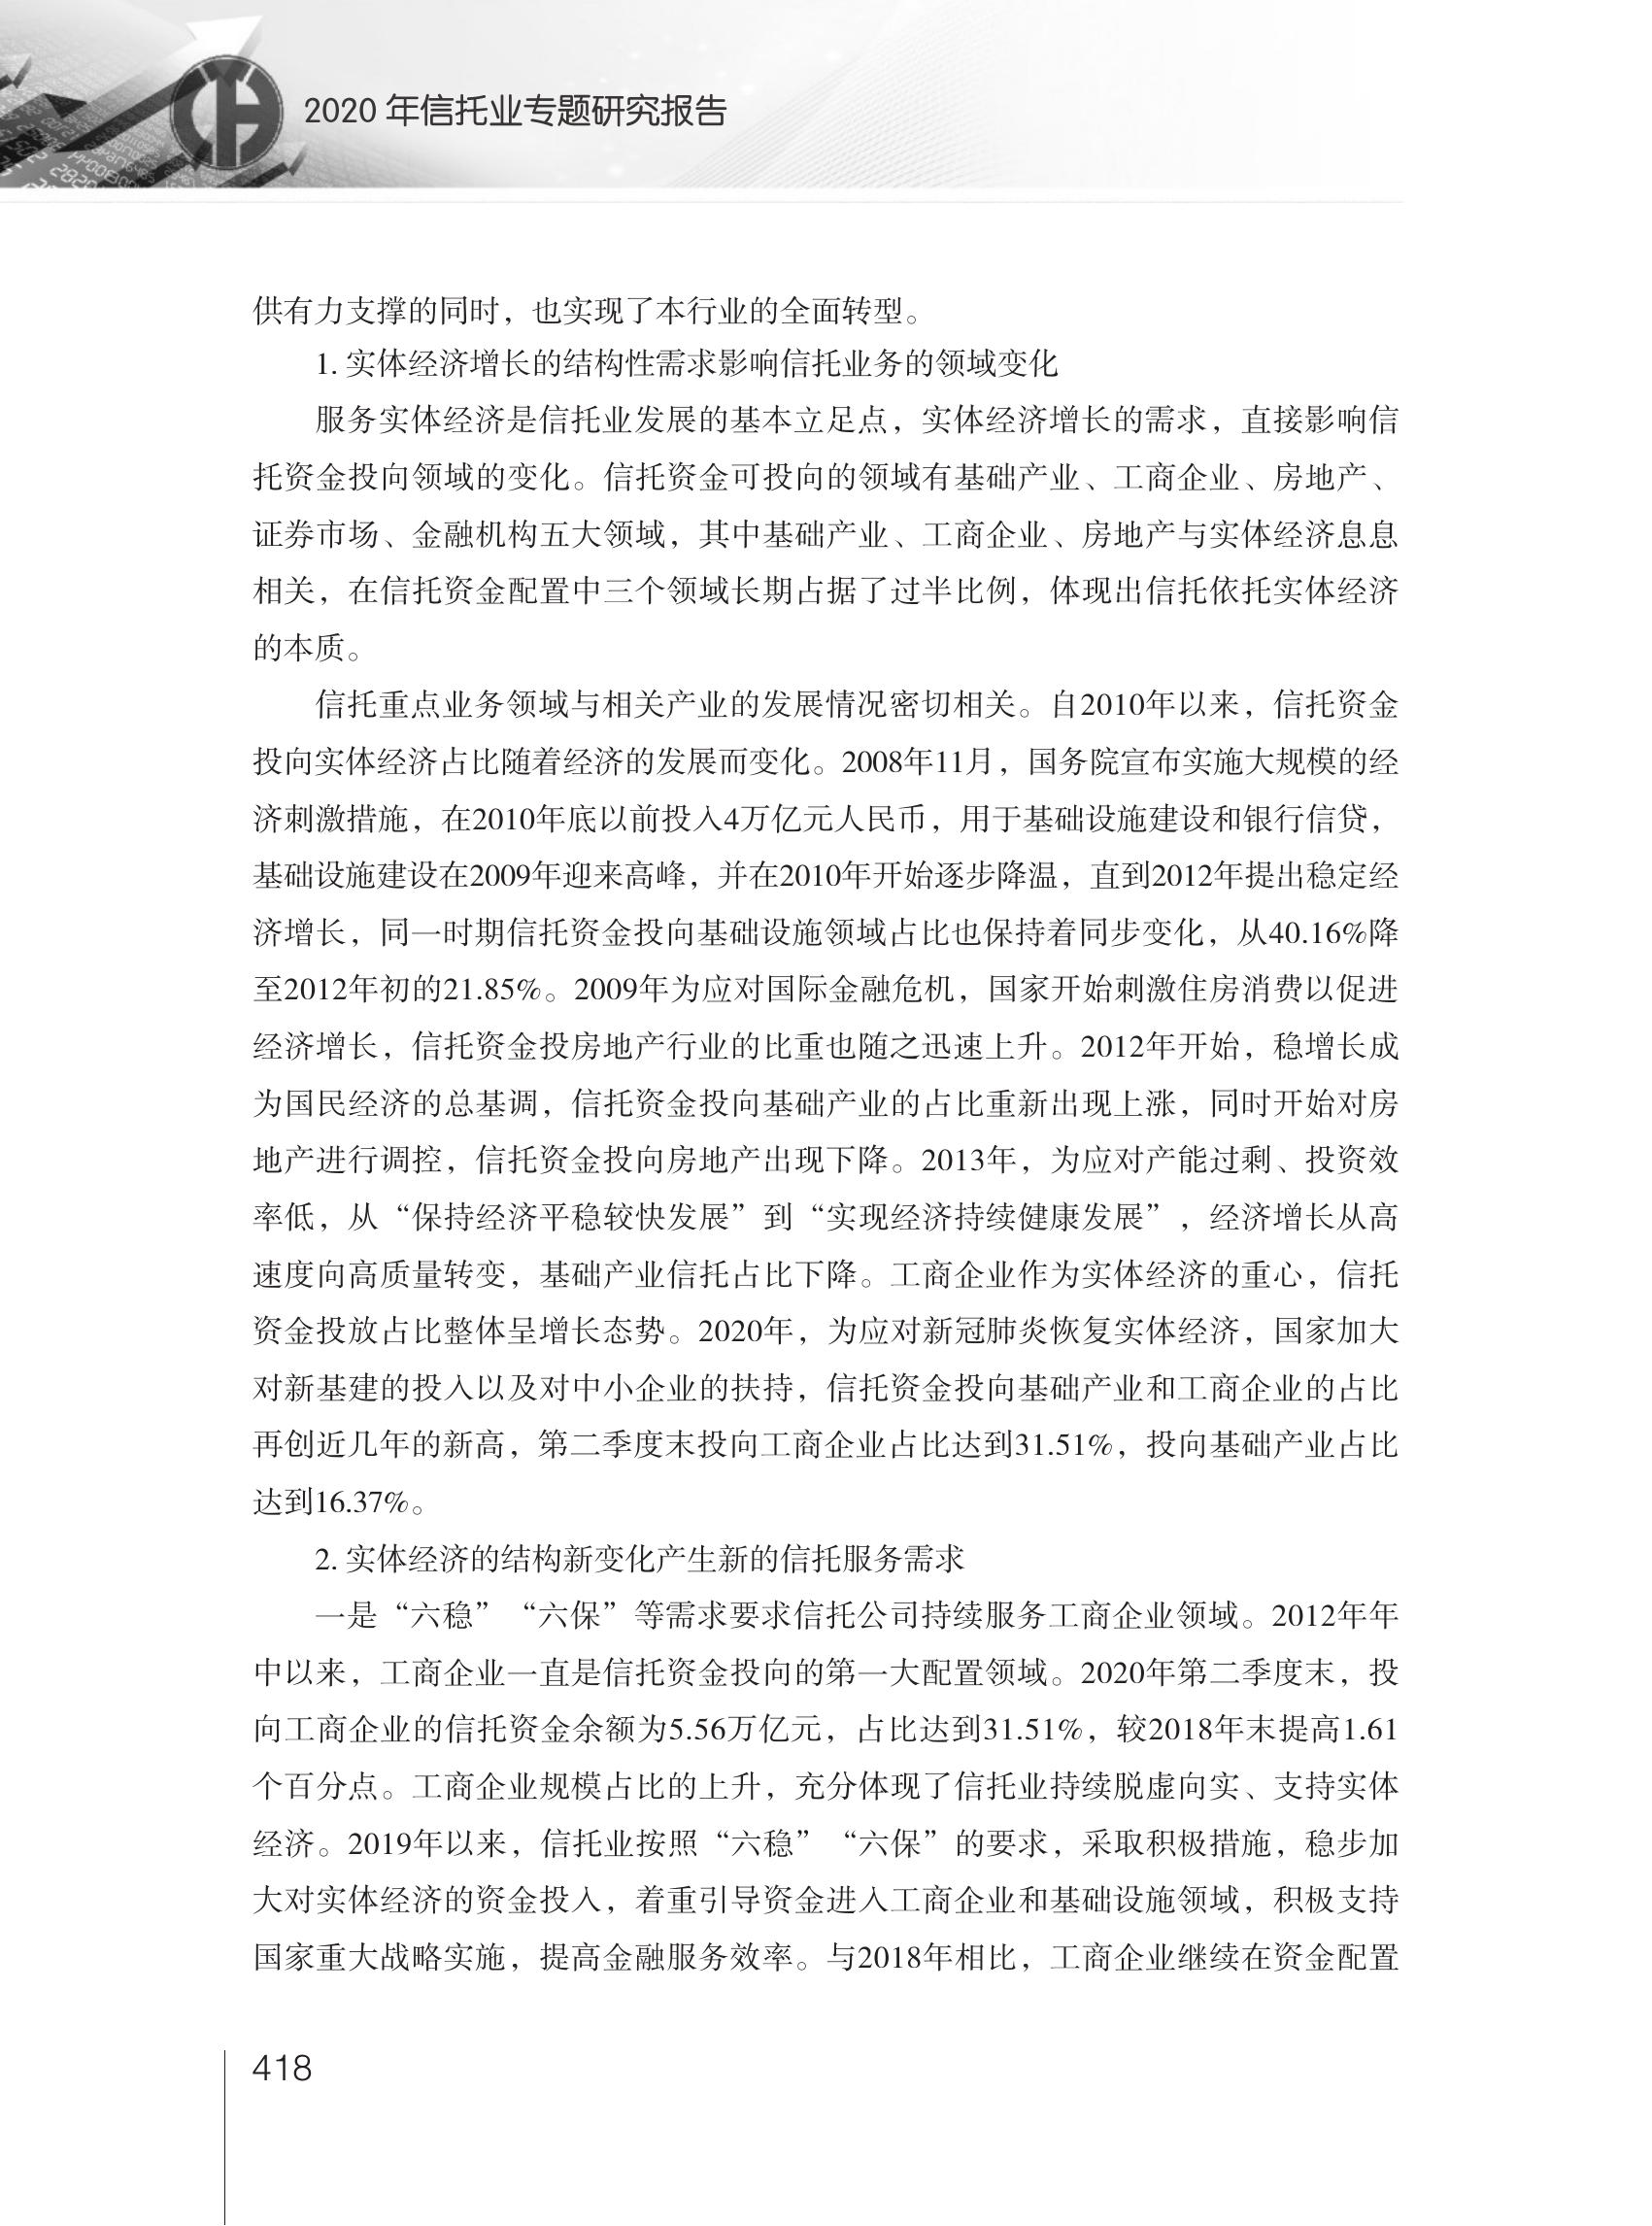 2020 年信托业专题研究报告
供有力支撑的同时，也实现了本行业的全面转型。
1. 实体经济增长的结构性需求影响信托业务的领域变化
服务实体经济是信托业发展的基本立足点，实体经济增长的需求，直接影响信
托资金投向领域的变化。信托资金可投向的领域有基础产业、工商企业、房地产、
证券市场、金融机构五大领域，其中基础产业、工商企业、房地产与实体经济息息
相关，在信托资金配置中三个领域长期占据了过半比例，体现出信托依托实体经济
的本质。
信托重点业务领域与相关产业的发展情况密切相关。自2010年以来，信托资金
投向实体经济占比随着经济的发展而变化。2008年11月，国务院宣布实施大规模的经
济刺激措施，在2010年底以前投入4万亿元人民币，用于基础设施建设和银行信贷，
基础设施建设在2009年迎来高峰，并在2010年开始逐步降温，直到2012年提出稳定经
济增长，同一时期信托资金投向基础设施领域占比也保持着同步变化，从40.16%降
至2012年初的21.85%。2009年为应对国际金融危机，国家开始刺激住房消费以促进
经济增长，信托资金投房地产行业的比重也随之迅速上升。2012年开始，稳增长成
为国民经济的总基调，信托资金投向基础产业的占比重新出现上涨，同时开始对房
地产进行调控，信托资金投向房地产出现下降。2013年，为应对产能过剩、投资效
率低，从“保持经济平稳较快发展”到“实现经济持续健康发展”，经济增长从高
速度向高质量转变，基础产业信托占比下降。工商企业作为实体经济的重心，信托
资金投放占比整体呈增长态势。2020年，为应对新冠肺炎恢复实体经济，国家加大
对新基建的投入以及对中小企业的扶持，信托资金投向基础产业和工商企业的占比
再创近几年的新高，第二季度末投向工商企业占比达到31.51%，投向基础产业占比
达到16.37%。
2. 实体经济的结构新变化产生新的信托服务需求
一是“六稳”“六保”等需求要求信托公司持续服务工商企业领域。2012年年
中以来，工商企业一直是信托资金投向的第一大配置领域。2020年第二季度末，投
向工商企业的信托资金余额为5.56万亿元，占比达到31.51%，较2018年末提高1.61
个百分点。工商企业规模占比的上升，充分体现了信托业持续脱虚向实、支持实体
经济。2019年以来，信托业按照“六稳”“六保”的要求，采取积极措施，稳步加
大对实体经济的资金投入，着重引导资金进入工商企业和基础设施领域，积极支持
国家重大战略实施，提高金融服务效率。与2018年相比，工商企业继续在资金配置
418